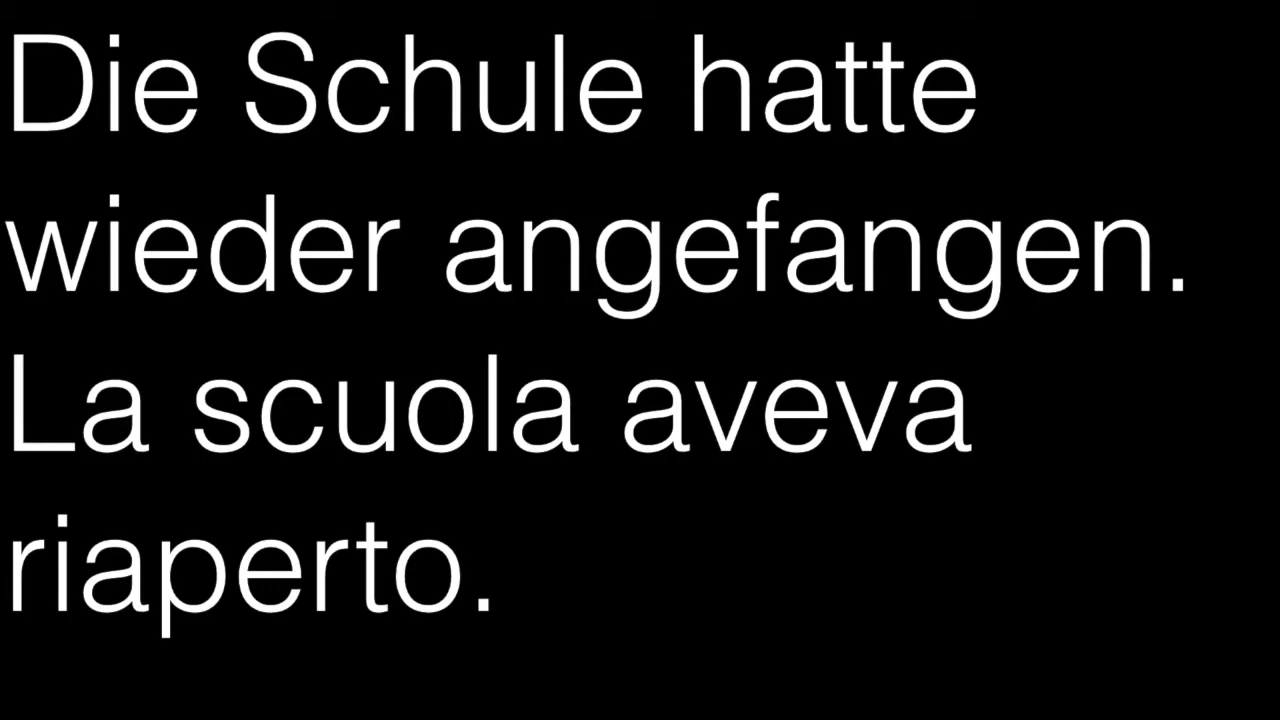 Die Schule hatte
wieder angefangen.
La scuola aveva
riaperto.